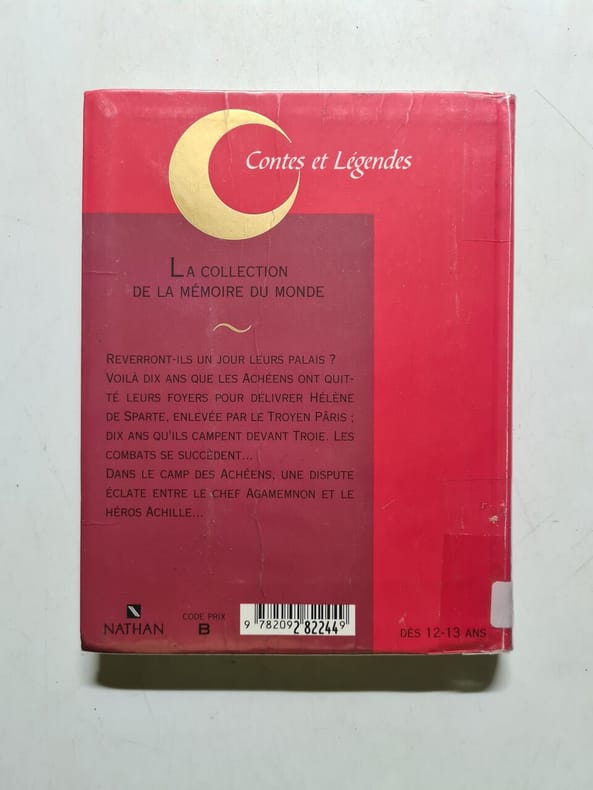 Contes et Légendes
LA COLLECTION
DE LA MÉMOIRE DU MONDE
REVERRONT-ILS UN JOUR LEURS PALAIS ?
VOILÀ DIX ANS QUE LES ACHÉENS ONT QUIT-
TÉ LEURS FOYERS POUR DÉLIVRER HÉLÈNE
DE SPARTE, ENLEVÉE PAR LE TROYEN PÂRIS ;
DIX ANS QU'ILS CAMPENT DEVANT TROIE. LES
COMBATS SE SUCCÈDENT...
DANS LE CAMP DES ACHÉENS, UNE DISPUTE
ÉCLATE ENTRE LE CHEF AGAMEMNON ET LE
HÉROS ACHILLE...
NATHAN
CODE PRIX
B
9 782092 822449
DÈS 12-13 ANS